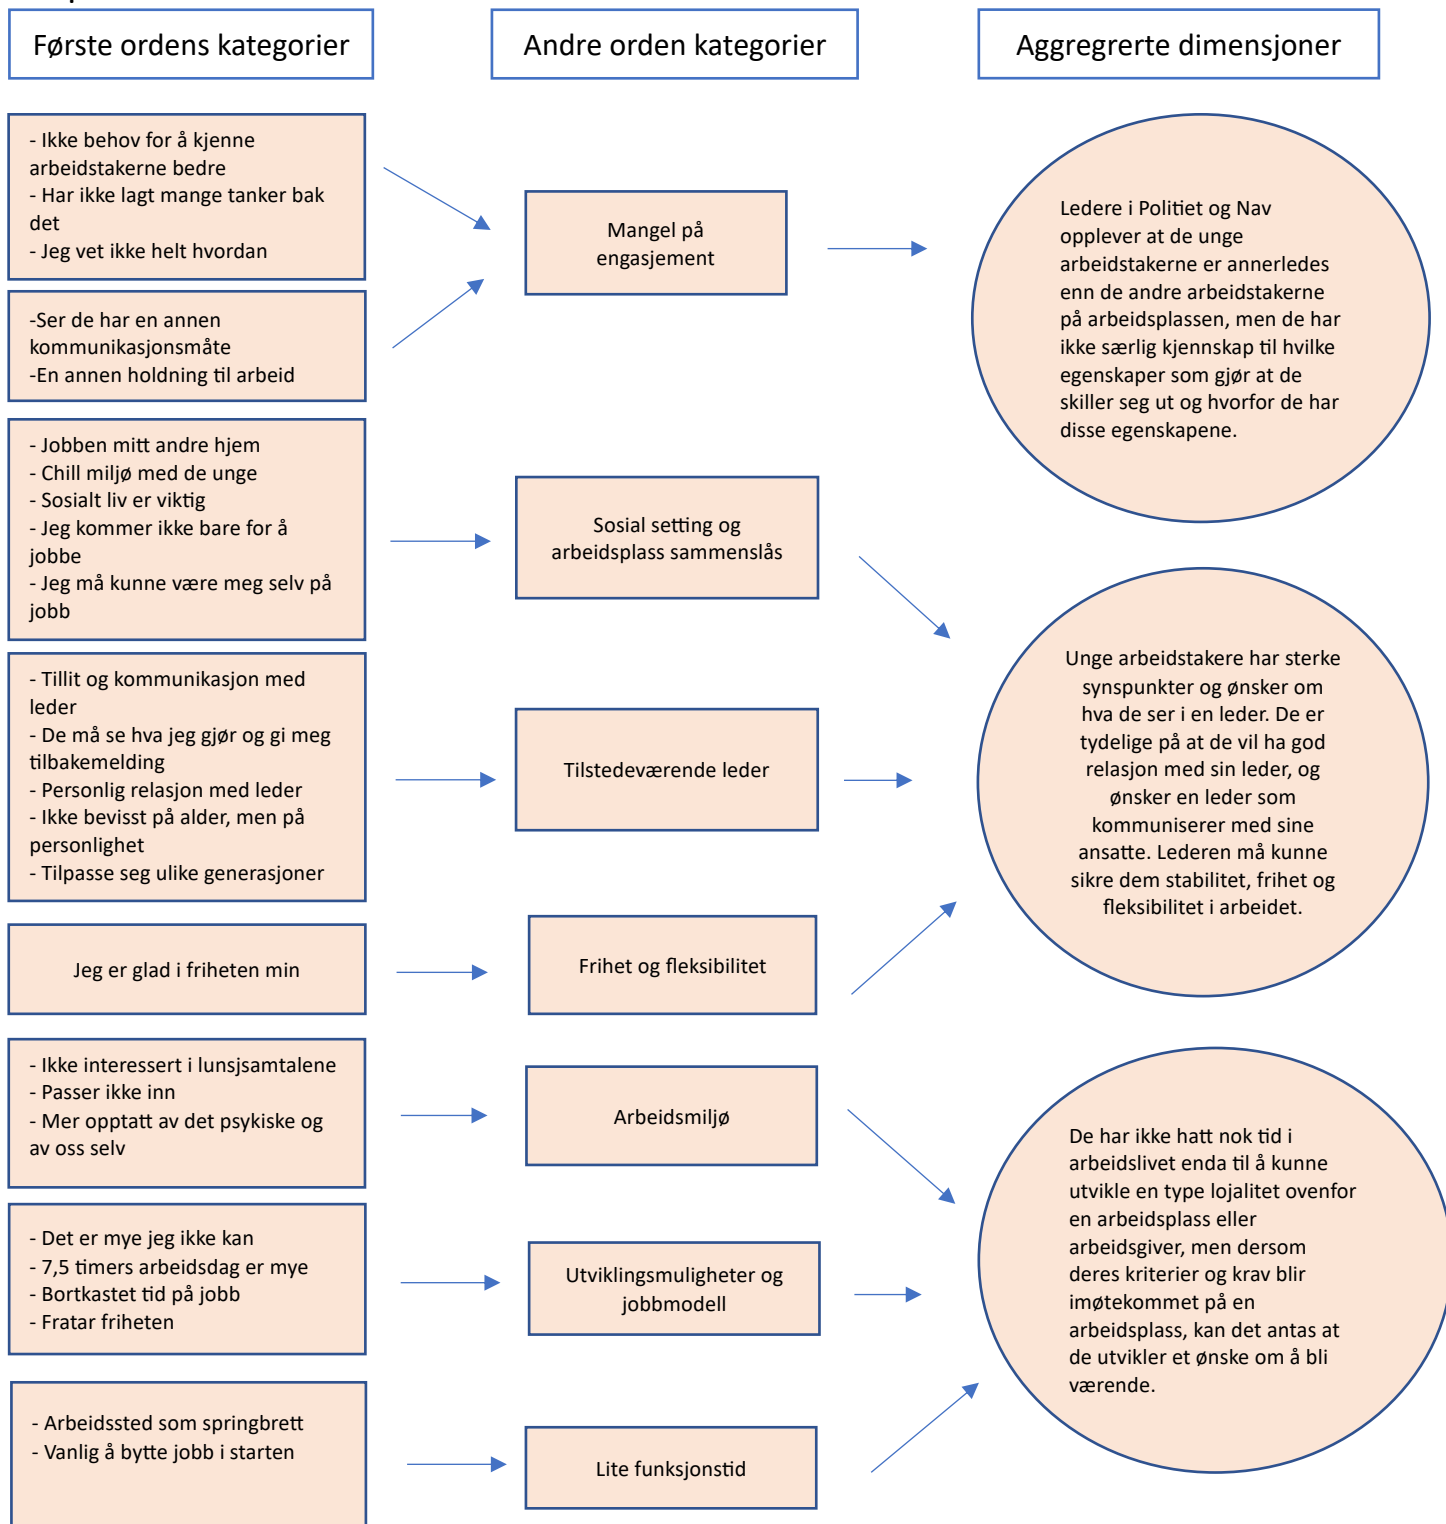 Første ordens kategorier
Andre orden kategorier
Aggregrerte dimensjoner
- Ikke behov for å kjenne
arbeidstakerne bedre
- Har ikke lagt mange tanker bak
det
- Jeg vet ikke helt hvordan
-Ser de har en annen
kommunikasjonsmåte
-En annen holdning til arbeid
Mangel på
engasjement
Ledere i Politiet og Nav
opplever at de unge
arbeidstakerne er annerledes
enn de andre arbeidstakerne
på arbeidsplassen, men de har
ikke særlig kjennskap til hvilke
egenskaper som gjør at de
skiller seg ut og hvorfor de har
disse egenskapene.
- Jobben mitt andre hjem
- Chill miljø med de unge
- Sosialt liv er viktig
- Jeg kommer ikke bare for å
jobbe
- Jeg må kunne være meg selv på
jobb
Sosial setting og
arbeidsplass sammenslås
- Tillit og kommunikasjon med
leder
- De må se hva jeg gjør og gi meg
tilbakemelding
- Personlig relasjon med leder
- Ikke bevisst på alder, men på
personlighet
- Tilpasse seg ulike generasjoner
Tilstedeværende leder
Jeg er glad i friheten min
Frihet og fleksibilitet
Unge arbeidstakere har sterke
synspunkter og ønsker om
hva de ser i en leder. De er
tydelige på at de vil ha god
relasjon med sin leder, og
ønsker en leder som
kommuniserer med sine
ansatte. Lederen må kunne
sikre dem stabilitet, frihet og
fleksibilitet i arbeidet.
- Ikke interessert i lunsjsamtalene
- Passer ikke inn
- Mer opptatt av det psykiske og
av oss selv
Arbeidsmiljø
- Det er mye jeg ikke kan
- 7,5 timers arbeidsdag er mye
- Bortkastet tid på jobb
- Fratar friheten
Utviklingsmuligheter og
jobbmodell
- Arbeidssted som springbrett
- Vanlig å bytte jobb i starten
Lite funksjonstid
De har ikke hatt nok tid i
arbeidslivet enda til å kunne
utvikle en type lojalitet ovenfor
en arbeidsplass eller
arbeidsgiver, men dersom
deres kriterier og krav blir
imøtekommet på en
arbeidsplass, kan det antas at
de utvikler et ønske om å bli
værende.